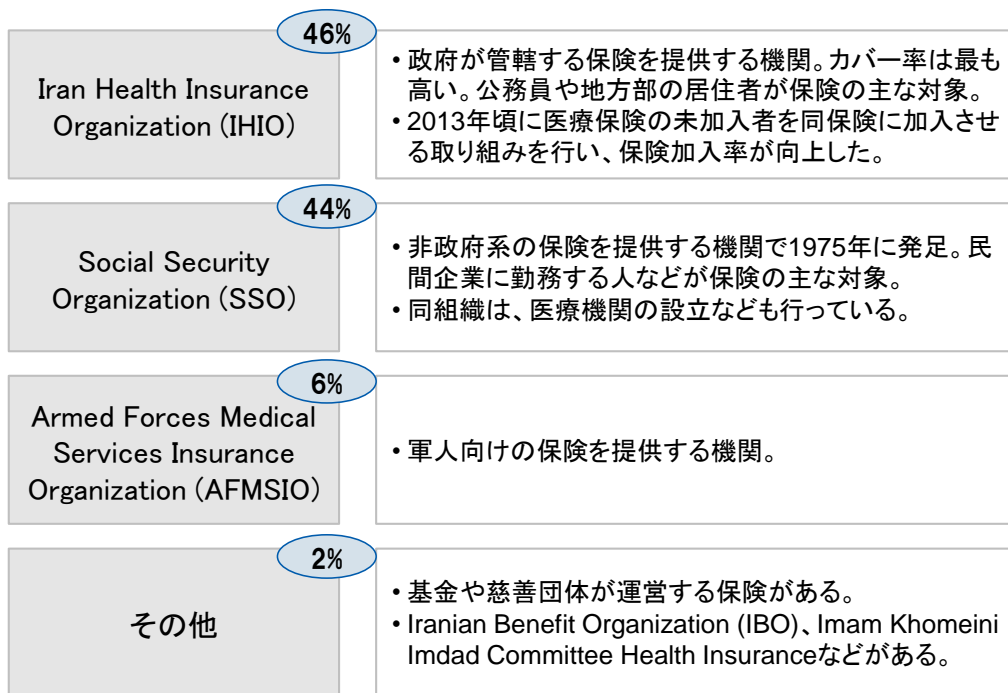 46%
Iran Health Insurance
Organization (IHIO)
• 政府が管轄する保険を提供する機関。カバー率は最も
高い。公務員や地方部の居住者が保険の主な対象。
• 2013年頃に医療保険の未加入者を同保険に加入させ
る取り組みを行い、保険加入率が向上した。
44%
Social Security
Organization (SSO)
• 非政府系の保険を提供する機関で1975年に発足。民
間企業に勤務する人などが保険の主な対象。
• 同組織は、医療機関の設立なども行っている。
6%
Armed Forces Medical
Services Insurance
Organization (AFMSIO)
• 軍人向けの保険を提供する機関。
2%
その他
• 基金や慈善団体が運営する保険がある。
• Iranian Benefit Organization (IBO)、Imam Khomeini
Imdad Committee Health Insuranceなどがある。